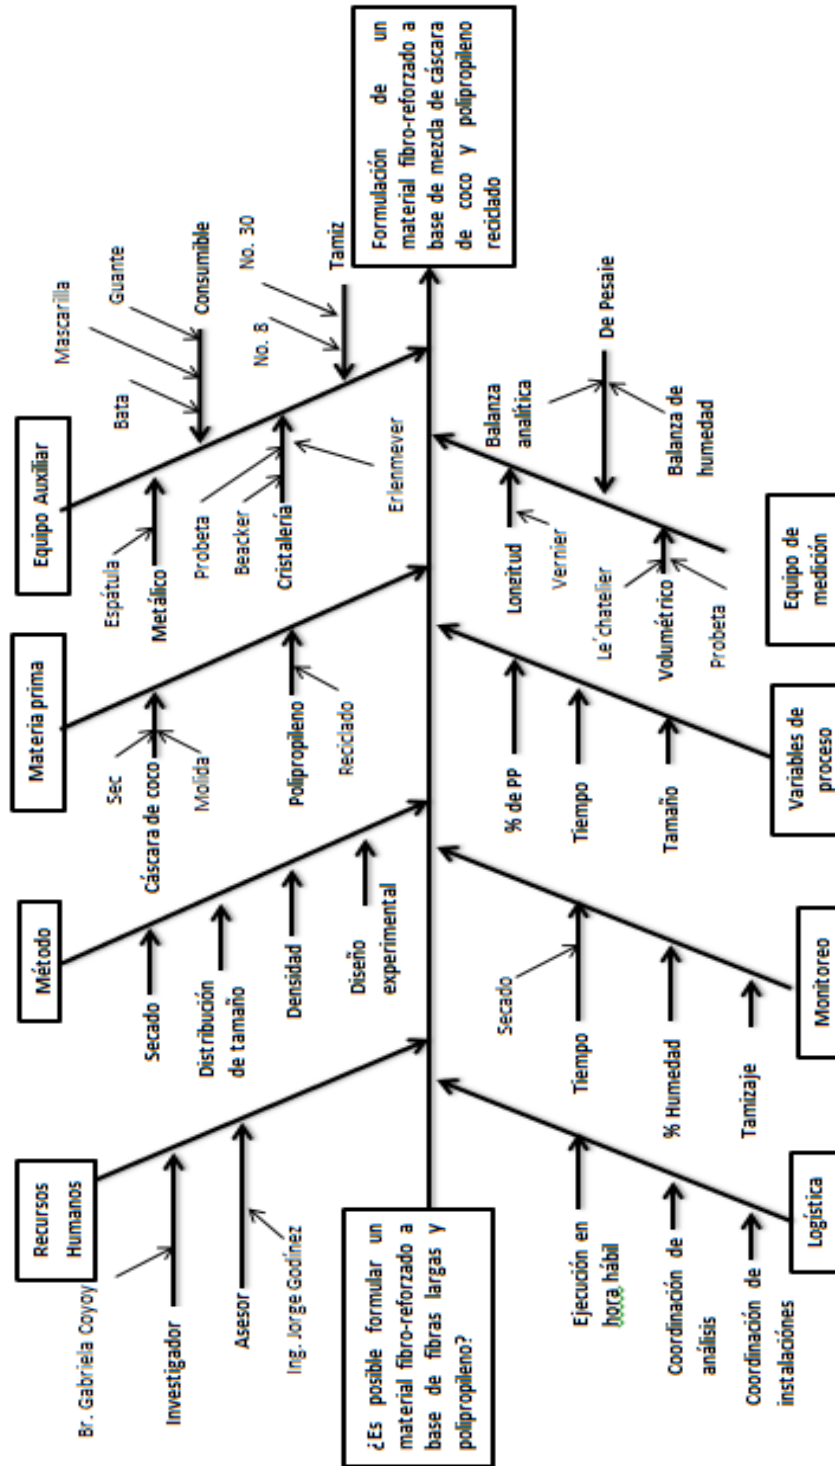 Recursos
Humanos
Br. Gabriela Coyoy
Investigador
Asesor
Ing. Jorge Godínez
Método
Secado
Distribución
de tamaño
Densidad
Diseño
experimental
Materia prima
Sec
Cáscara de coco
Molida
Polipropileno
Reciclado
Equipo Auxiliar
Espátula
Metálico
Mascarilla
Bata
Guante
Consumible
Probeta
Beacker
Cristalería
Erlenmeyer
No. 8
No. 30
Tamiz
¿Es posible formular un
material fibro-reforzado a
base de fibras largas y
polipropileno?
Formulación de un
material fibro-reforzado a
base de mezcla de cáscara
de coco y polipropileno
reciclado
Ejecución en
hora hábil
Coordinación de
análisis
Coordinación de
instalaciónes
Logística
Secado
Tiempo
% Humedad
Tamizaje
Monitoreo
% de PP
Tiempo
Tamaño
Variables de
proceso
Longitud
Vernier
Balanza
analítica
De Pesaje
Balanza de
humedad
Le´chatelier
Volumétrico
Probeta
Equipo de
medición